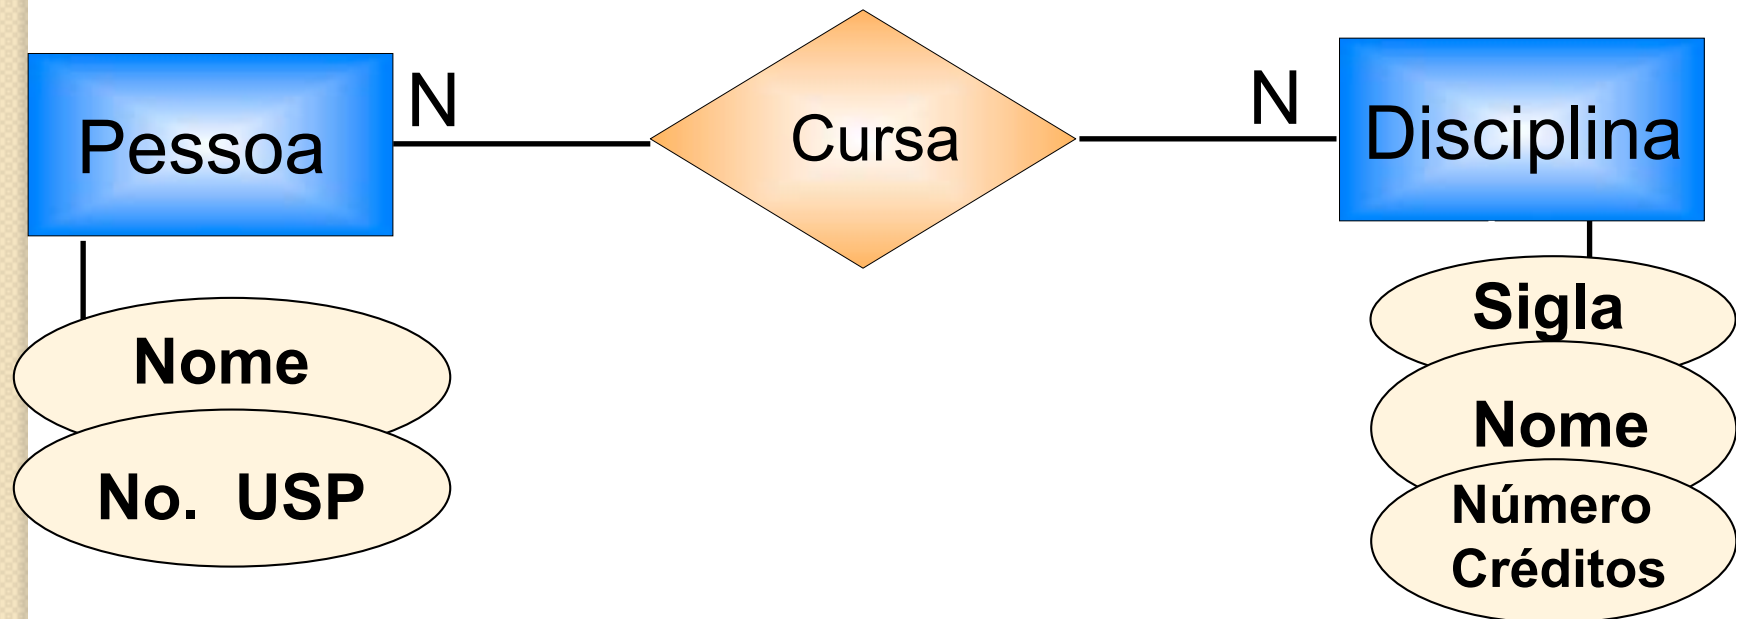 Pessoa
N
Cursa
N
Disciplina
Nome
No. USP
Sigla
Nome
Número
Créditos